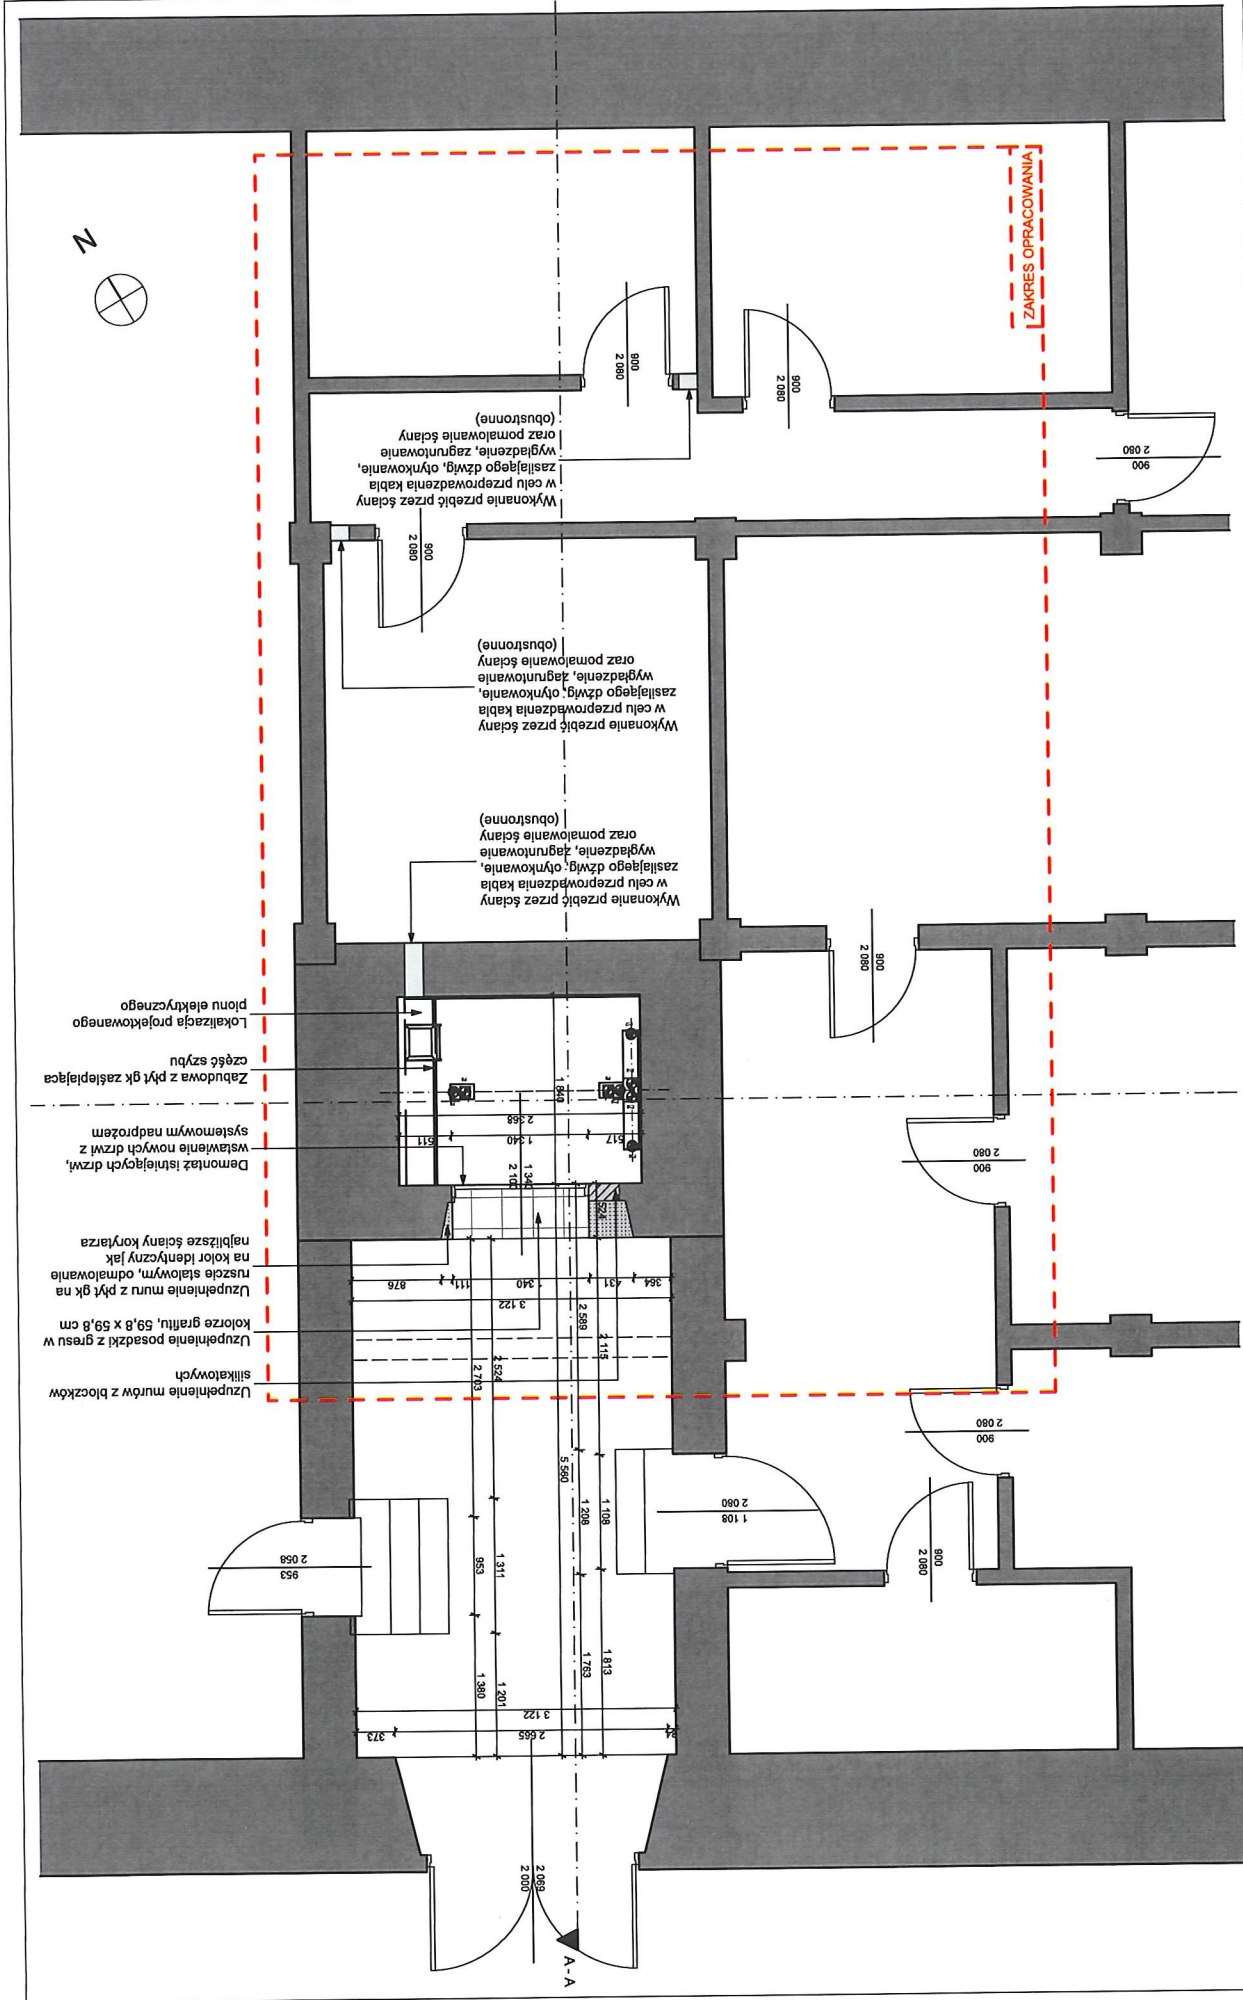 N
ZAKRES OPRACOWANIA
900
2 080
900
2 080
900
2 080
Wykonanie przebić przez ściany
w celu przeprowadzenia kabla
zasilającego dźwig, otynkowanie,
wygładzenie, zagruntowanie
oraz pomalowanie ściany
(obustronne)
900
2 080
Wykonanie przebić przez ściany
w celu przeprowadzenia kabla
zasilającego dźwig, otynkowanie,
wygładzenie, zagruntowanie
oraz pomalowanie ściany
(obustronne)
Wykonanie przebić przez ściany
w celu przeprowadzenia kabla
zasilającego dźwig, otynkowanie,
wygładzenie, zagruntowanie
oraz pomalowanie ściany
(obustronne)
900
2 080
Lokalizacja projektowanego
pionu elektrycznego
Zabudowa z płyt gk zaślepiająca
część szybu
Demontaż istniejących drzwi,
wstawienie nowych drzwi z
systemowym nadprożem
Uzupełnienie muru z płyt gk na
ruszcie stalowym, odmalowanie
na kolor identyczny jak
najbliższe ściany korytarza
Uzupełnienie posadzki z gresu w
kolorze grafitu, 59,8 x 59,8 cm
Uzupełnienie murów z bloczków
silikatowych
1 840
2 368
517
1 340
511
1 340
2 100
524
900
2 080
364
431
1 340
111
876
3 122
2 589
2 115
2 524
2 703
5 560
900
2 080
1 108
2 080
1 208
1 108
1 311
953
953
2 058
900
2 080
1 813
1 763
1 201
1 380
3 122
84
2 665
373
2 069
2 000
A - A